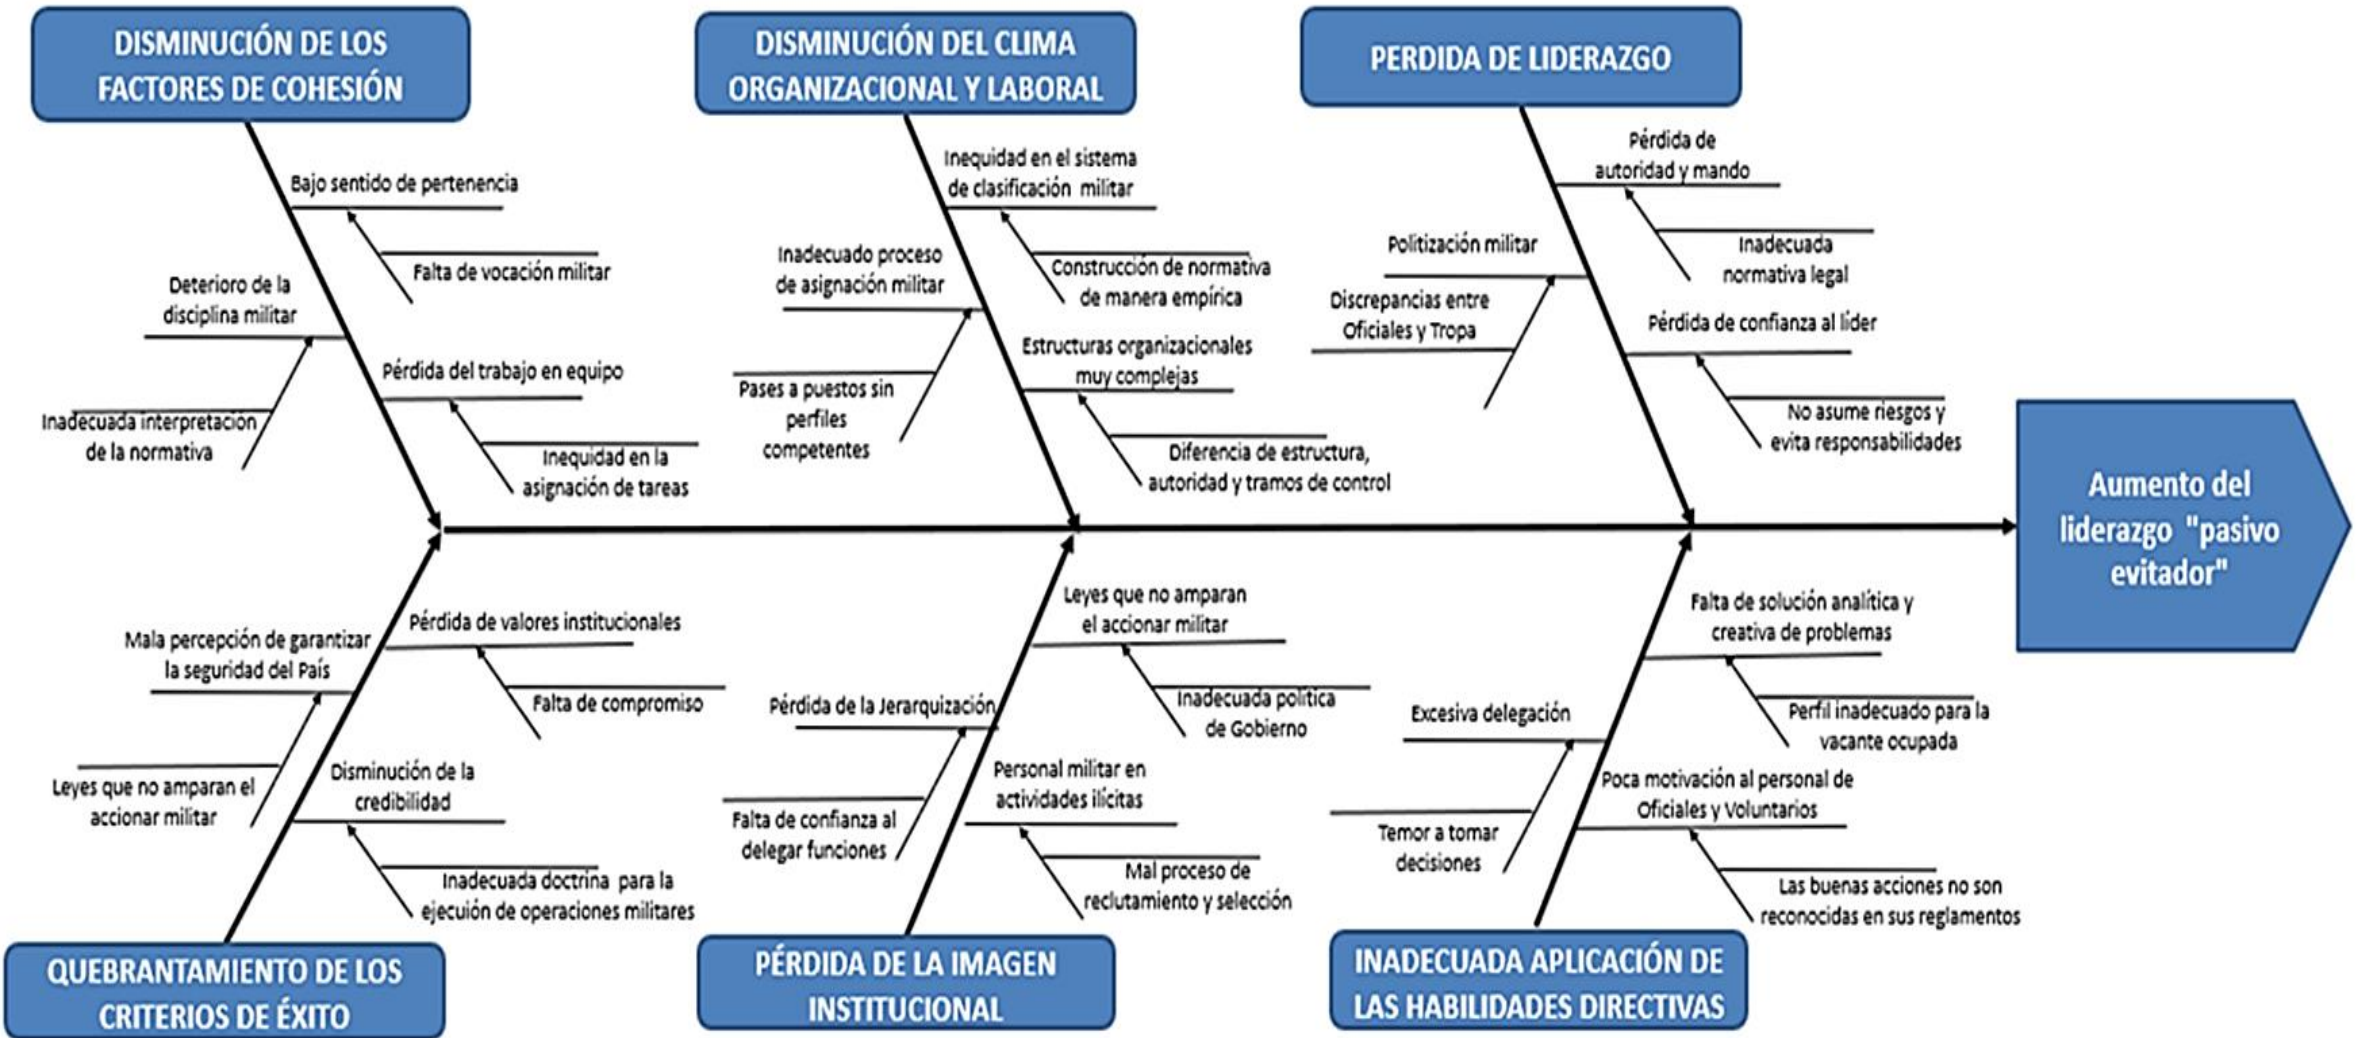 DISMINUCIÓN DE LOS
FACTORES DE COHESIÓN
DISMINUCIÓN DEL CLIMA
ORGANIZACIONAL Y LABORAL
PERDIDA DE LIDERAZGO
Bajo sentido de pertenencia
Falta de vocación militar
Deterioro de la
disciplina militar
Inadecuada interpretación
de la normativa
Pérdida del trabajo en equipo
Inequidad en la
asignación de tareas
Inequidad en el sistema
de clasificación militar
Construcción de normativa
de manera empírica
Inadecuado proceso
de asignación militar
Pases a puestos sin
perfiles
competentes
Estructuras organizacionales
muy complejas
Diferencia de estructura,
autoridad y tramos de control
Pérdida de
autoridad y mando
Inadecuada
normativa legal
Politización militar
Discrepancias entre
Oficiales y Tropa
Pérdida de confianza al líder
No asume riesgos y
evita responsabilidades
Aumento del
liderazgo "pasivo
evitador"
Mala percepción de garantizar
la seguridad del País
Leyes que no amparan el
accionar militar
Pérdida de valores institucionales
Falta de compromiso
Disminución de la
credibilidad
Inadecuada doctrina para la
ejecuión de operaciones militares
Leyes que no amparan
el accionar militar
Inadecuada política
de Gobierno
Pérdida de la Jerarquización
Falta de confianza al
delegar funciones
Personal militar en
actividades ilícitas
Mal proceso de
reclutamiento y selección
Falta de solución analítica y
creativa de problemas
Perfil inadecuado para la
vacante ocupada
Excesiva delegación
Temor a tomar
decisiones
Poca motivación al personal de
Oficiales y Voluntarios
Las buenas acciones no son
reconocidas en sus reglamentos
QUEBRANTAMIENTO DE LOS
CRITERIOS DE ÉXITO
PÉRDIDA DE LA IMAGEN
INSTITUCIONAL
INADECUADA APLICACIÓN DE
LAS HABILIDADES DIRECTIVAS